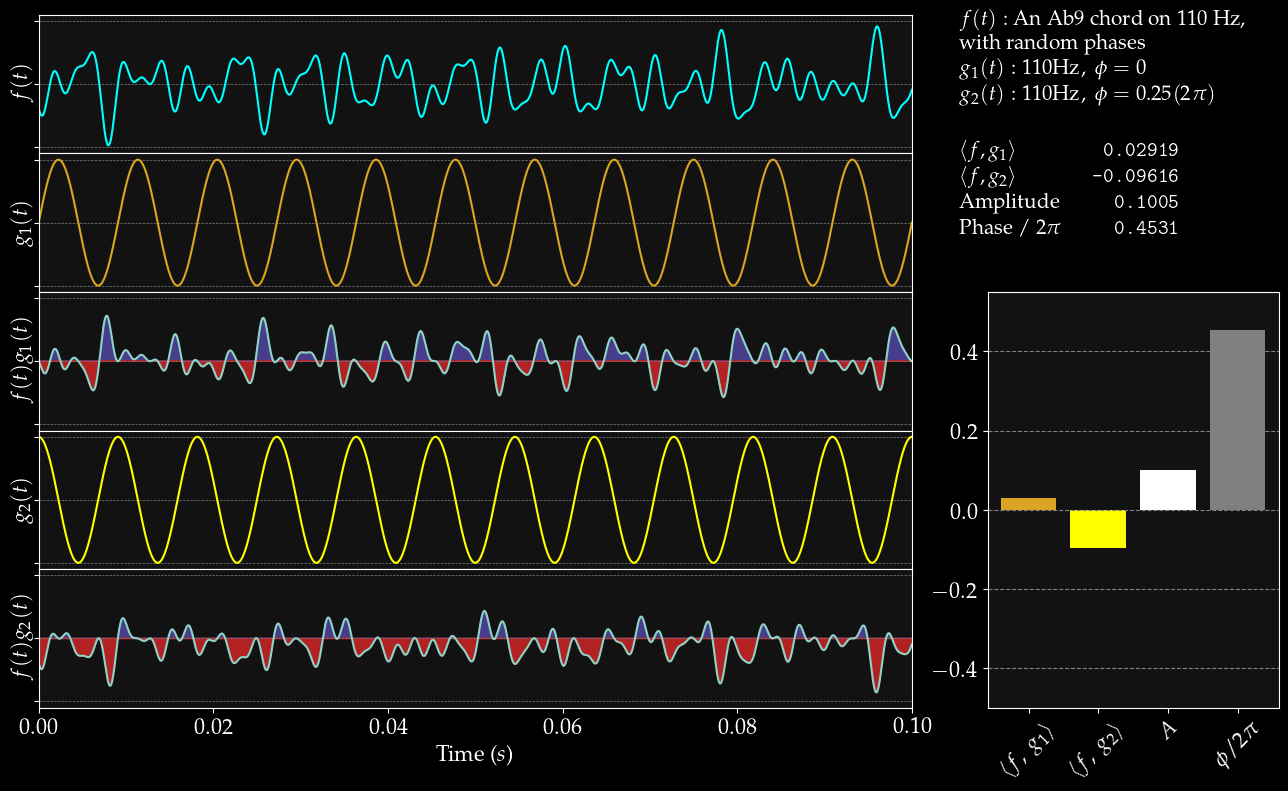 f(t) : An Ab9 chord on 110 Hz,
with random phases
g₁(t) : 110Hz, ϕ = 0
g₂(t) : 110Hz, ϕ = 0.25(2π)
⟨f, g₁⟩ 0.02919
⟨f, g₂⟩ -0.09616
Amplitude 0.1005
Phase / 2π 0.4531
f(t)
g₁(t)
f(t)g₁(t)
g₂(t)
f(t)g₂(t)
0.00 0.02 0.04 0.06 0.08 0.10
Time (s)
0.4
0.2
0.0
−0.2
−0.4
⟨f, g₁⟩ ⟨f, g₂⟩ A ϕ/2π